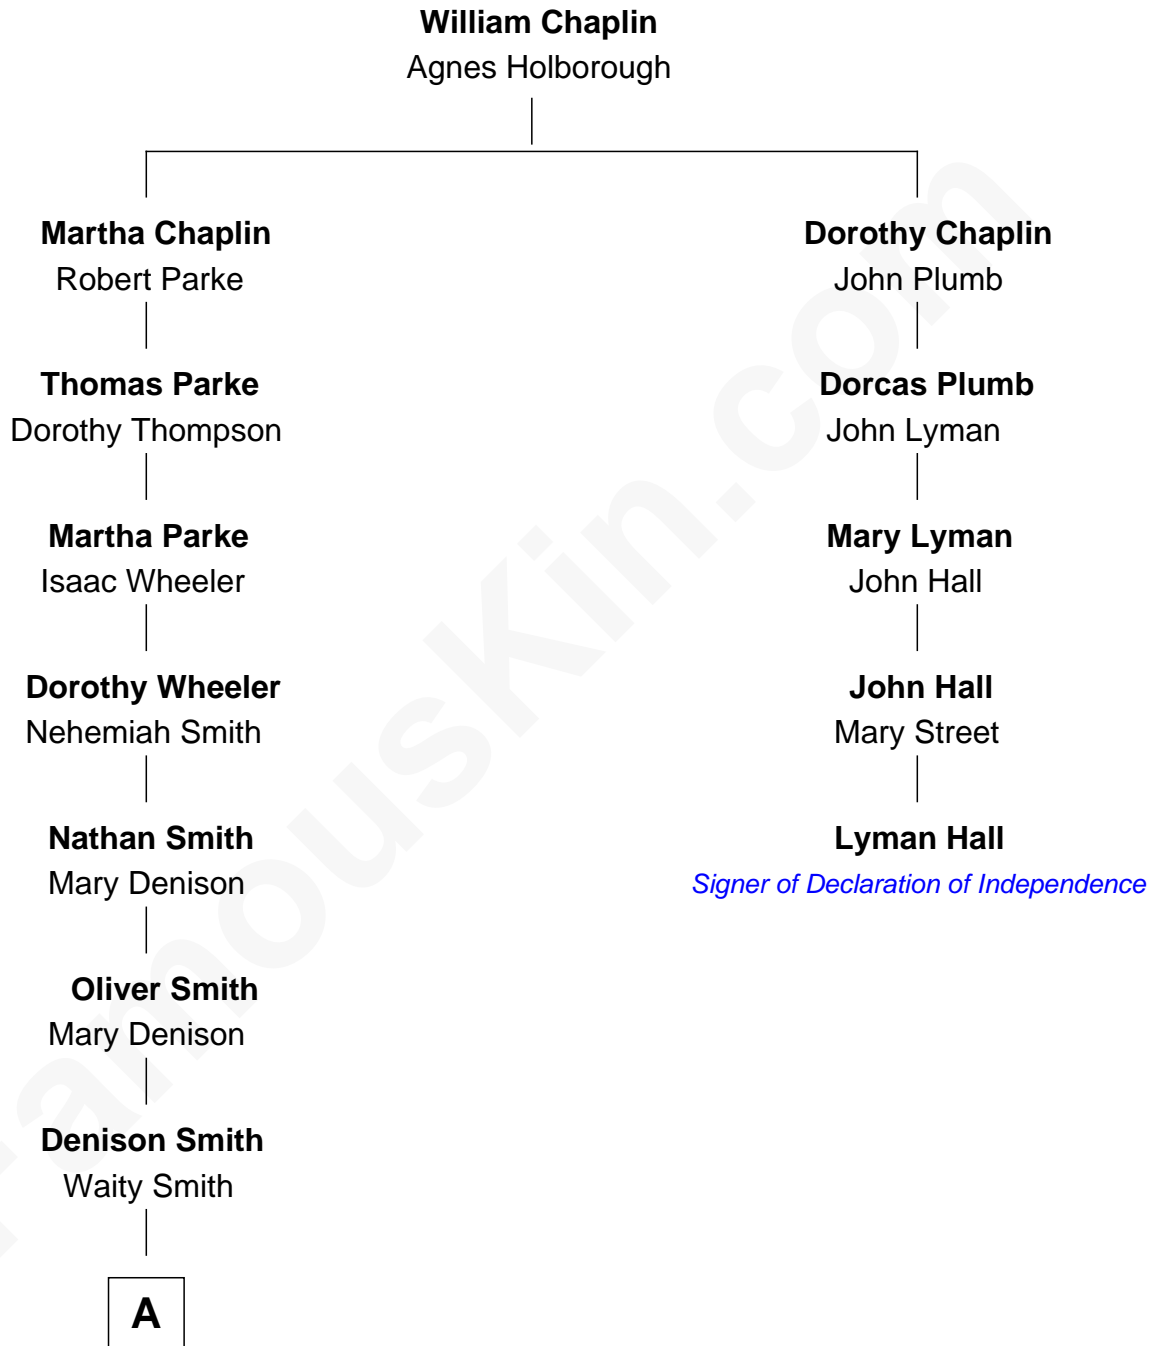 William Chaplin
Agnes Holborough
Martha Chaplin
Robert Parke
Thomas Parke
Dorothy Thompson
Martha Parke
Isaac Wheeler
Dorothy Wheeler
Nehemiah Smith
Nathan Smith
Mary Denison
Oliver Smith
Mary Denison
Denison Smith
Waity Smith
A
Dorothy Chaplin
John Plumb
Dorcas Plumb
John Lyman
Mary Lyman
John Hall
John Hall
Mary Street
Lyman Hall
Signer of Declaration of Independence
FamousKin.com